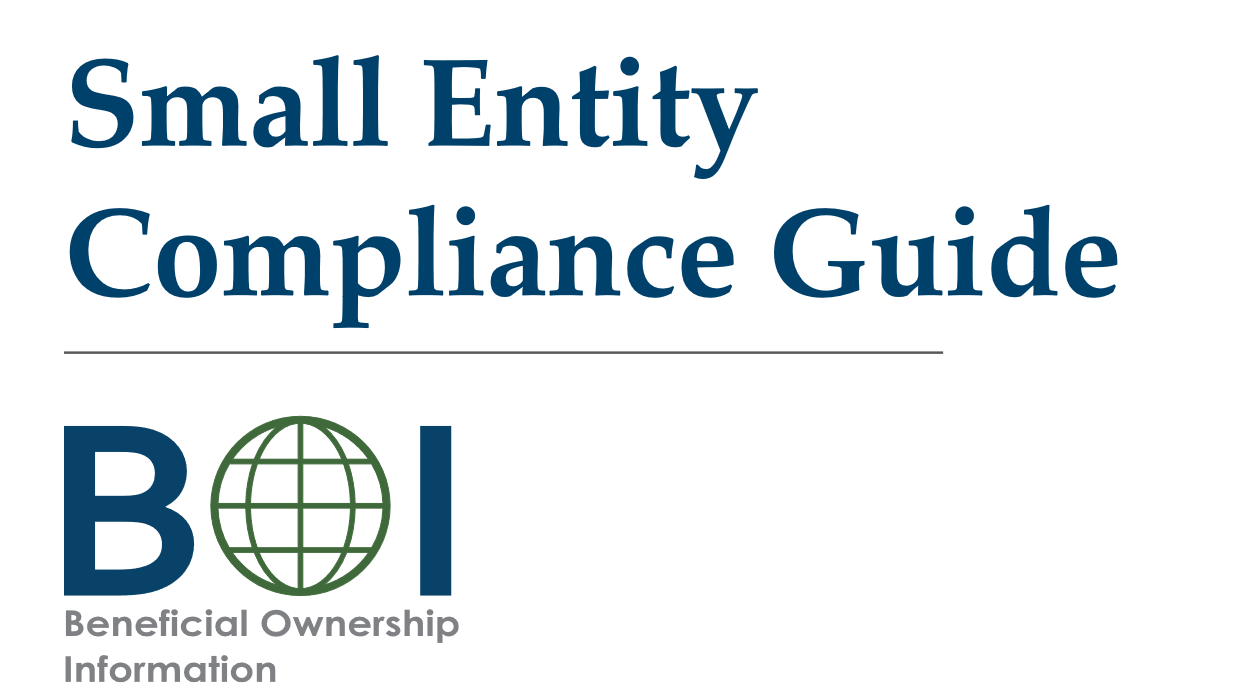 Small Entity
Compliance Guide
BOI
Beneficial Ownership
Information